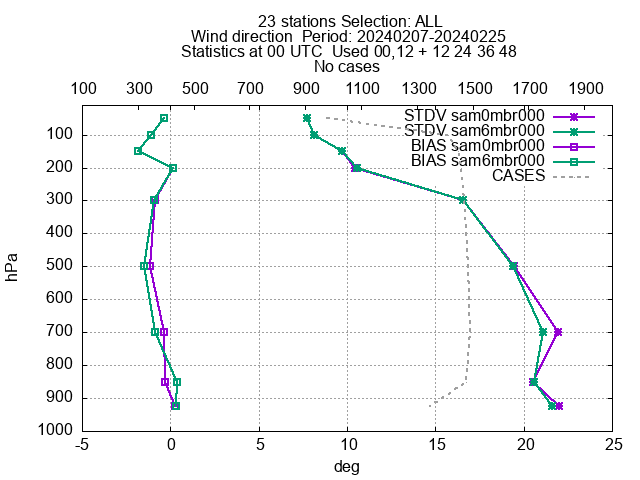 23 stations Selection: ALL
Wind direction  Period: 20240207-20240225
Statistics at 00 UTC  Used 00,12 + 12 24 36 48
No cases
100 300 500 700 900 1100 1300 1500 1700 1900
STDV sam0mbr000
STDV sam6mbr000
BIAS sam0mbr000
BIAS sam6mbr000
CASES
100
200
300
400
500
600
700
800
900
1000
hPa
-5 0 5 10 15 20 25
deg